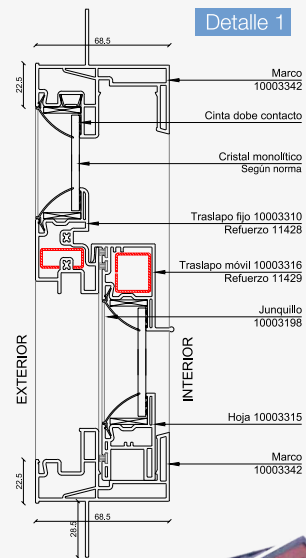 Detalle 1
68.5
22,5
Marco
10003342
Cinta dobe contacto
Cristal monolítico
Según norma
Traslapo fijo 10003310
Refuerzo 11428
Traslapo móvil 10003316
Refuerzo 11429
Junquillo
10003198
EXTERIOR
INTERIOR
Hoja 10003315
Marco
10003342
22.5
68.5
28.5